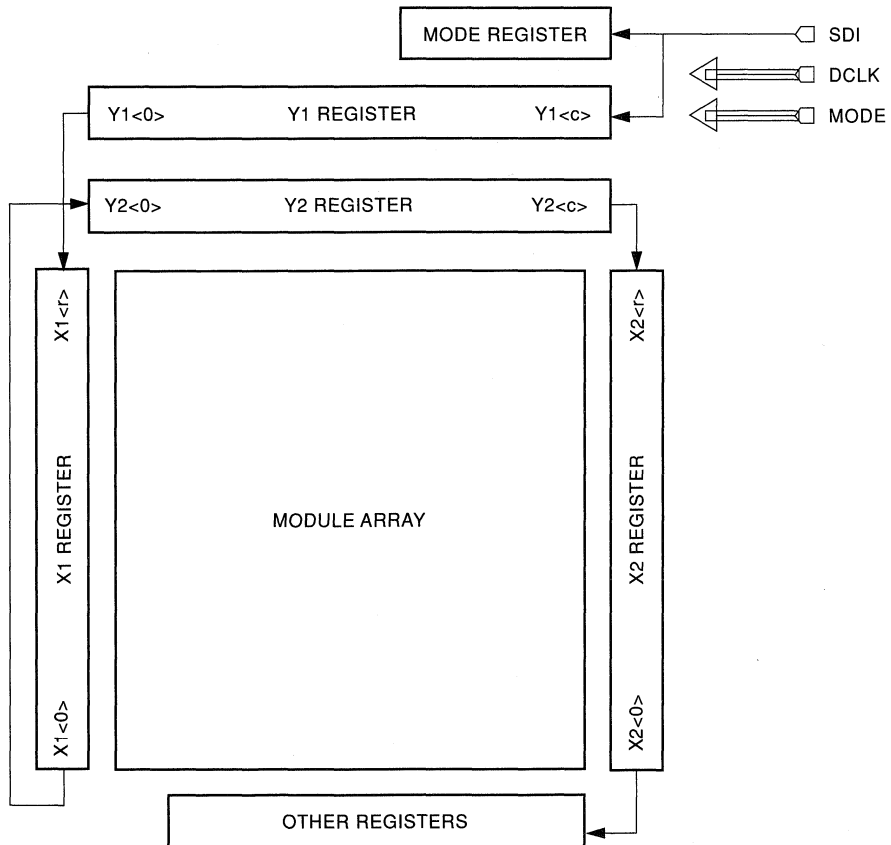 MODE REGISTER
SDI
DCLK
MODE
Y1<0> Y1 REGISTER Y1<c>
Y2<0> Y2 REGISTER Y2<c>
X1<r>
X1 REGISTER
X1<0>
MODULE ARRAY
X2<r>
X2 REGISTER
X2<0>
OTHER REGISTERS